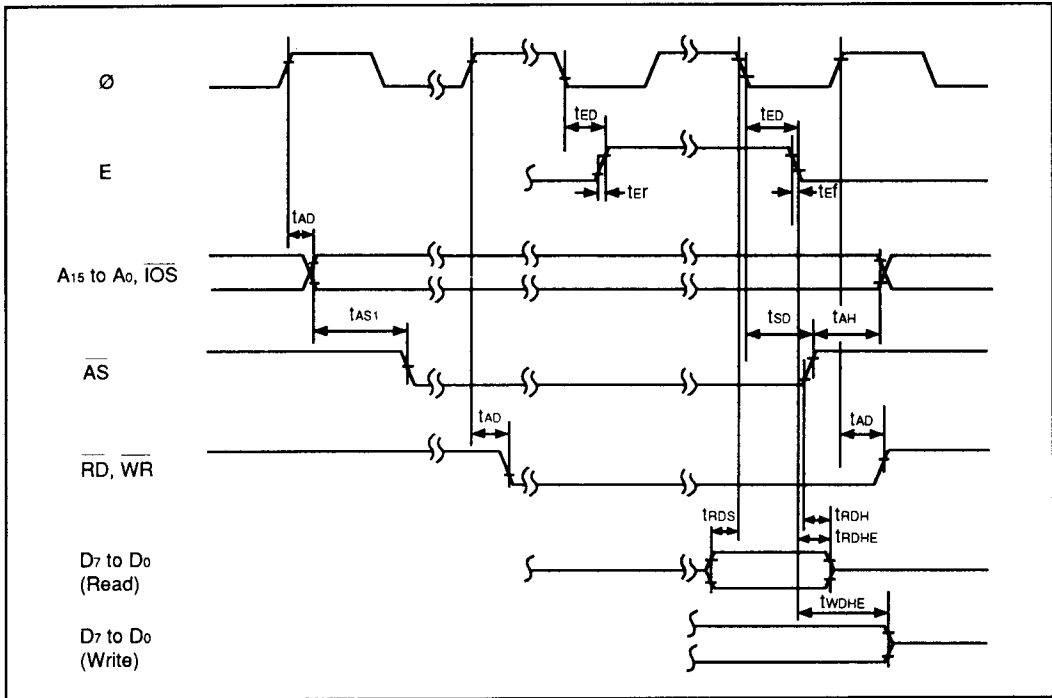 Ø
tED
tED
E
tEr
tEf
tAD
A15 to A0, IOS
tAS1
tSD
tAH
AS
tAD
tAD
RD, WR
tRDS
tRDH
D7 to D0
(Read)
tRDHE
tWDHE
D7 to D0
(Write)